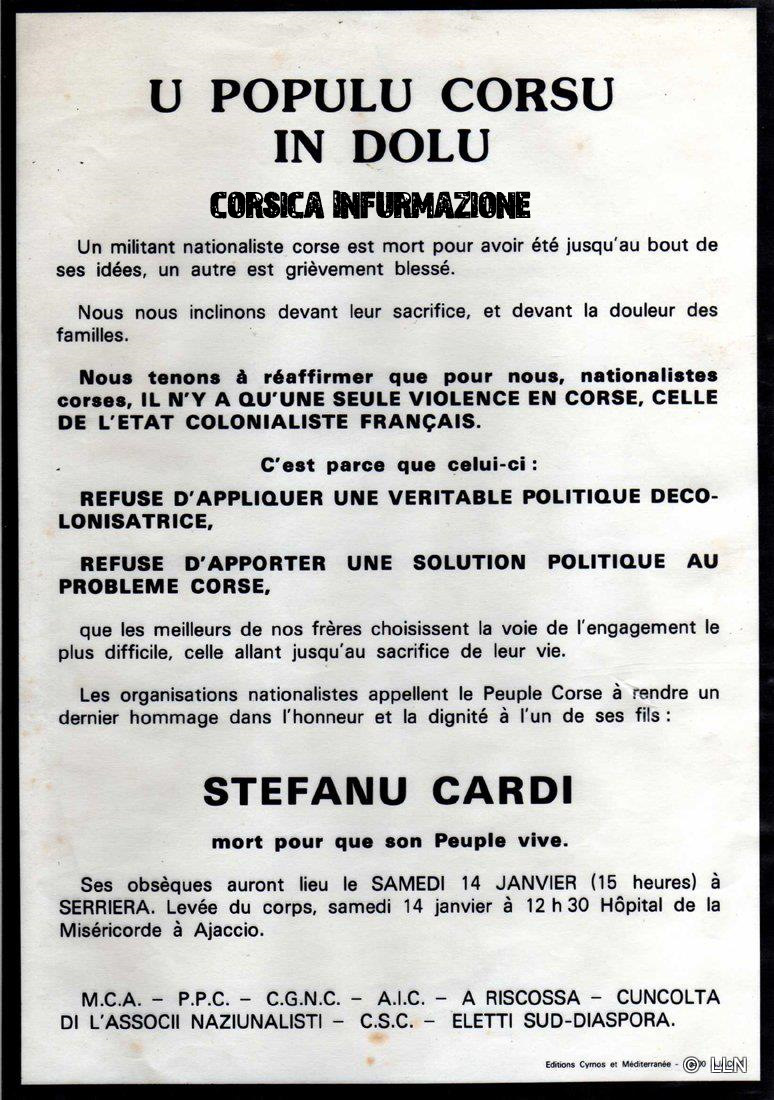 U POPULU CORSU
IN DOLU
CORSICA INFURMAZIONE
Un militant nationaliste corse est mort pour avoir été jusqu'au bout de
ses idées, un autre est grièvement blessé.
Nous nous inclinons devant leur sacrifice, et devant la douleur des
familles.
Nous tenons à réaffirmer que pour nous, nationalistes
corses, IL N'Y A QU'UNE SEULE VIOLENCE EN CORSE, CELLE
DE L'ETAT COLONIALISTE FRANÇAIS.
C'est parce que celui-ci :
REFUSE D'APPLIQUER UNE VERITABLE POLITIQUE DECO-
LONISATRICE,
REFUSE D'APPORTER UNE SOLUTION POLITIQUE AU
PROBLEME CORSE,
que les meilleurs de nos frères choisissent la voie de l'engagement le
plus difficile, celle allant jusqu'au sacrifice de leur vie.
Les organisations nationalistes appellent le Peuple Corse à rendre un
dernier hommage dans l'honneur et la dignité à l'un de ses fils :
STEFANU CARDI
mort pour que son Peuple vive.
Ses obsèques auront lieu le SAMEDI 14 JANVIER (15 heures) à
SERRIERA. Levée du corps, samedi 14 janvier à 12 h 30 Hôpital de la
Miséricorde à Ajaccio.
M.C.A. - P.P.C. - C.G.N.C. - A.I.C. - A RISCOSSA - CUNCOLTA
DI L'ASSOCII NAZIUNALISTI - C.S.C. - ELETTI SUD-DIASPORA.
Editions Cyrnos et Méditerranée -
© LLN